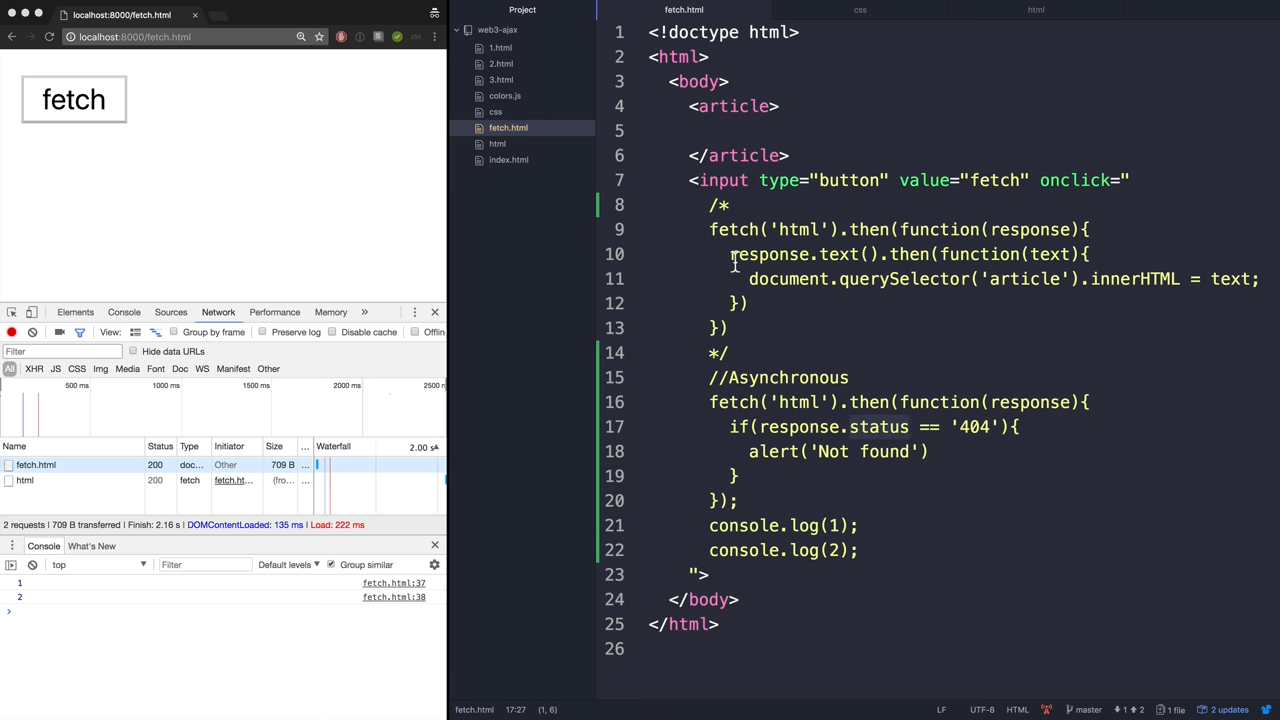 localhost:8000/fetch.html
localhost:8000/fetch.html
fetch
Elements Console Sources Network Performance Memory »
View: Group by frame Preserve log Disable cache Offlin
Filter Hide data URLs
All XHR JS CSS Img Media Font Doc WS Manifest Other
500 ms 1000 ms 1500 ms 2000 ms 2500 n
Name Status Type Initiator Size ... Waterfall 2.00 s
fetch.html 200 doc... Other 709 B ...
html 200 fetch fetch.ht... (fro... ...
2 requests | 709 B transferred | Finish: 2.16 s | DOMContentLoaded: 135 ms | Load: 222 ms
Console What's New
top Filter Default levels Group similar
1 fetch.html:37
2 fetch.html:38
>
Project
web3-ajax
1.html
2.html
3.html
colors.js
css
fetch.html
html
index.html
fetch.html css html
1 <!doctype html>
2 <html>
3 <body>
4 <article>
5
6 </article>
7 <input type="button" value="fetch" onclick="
8 /*
9 fetch('html').then(function(response){
10 response.text().then(function(text){
11 document.querySelector('article').innerHTML = text;
12 })
13 })
14 */
15 //Asynchronous
16 fetch('html').then(function(response){
17 if(response.status == '404'){
18 alert('Not found')
19 }
20 });
21 console.log(1);
22 console.log(2);
23 ">
24 </body>
25 </html>
26
fetch.html 17:27 (1, 6) LF UTF-8 HTML master 1 2 1 file 2 updates